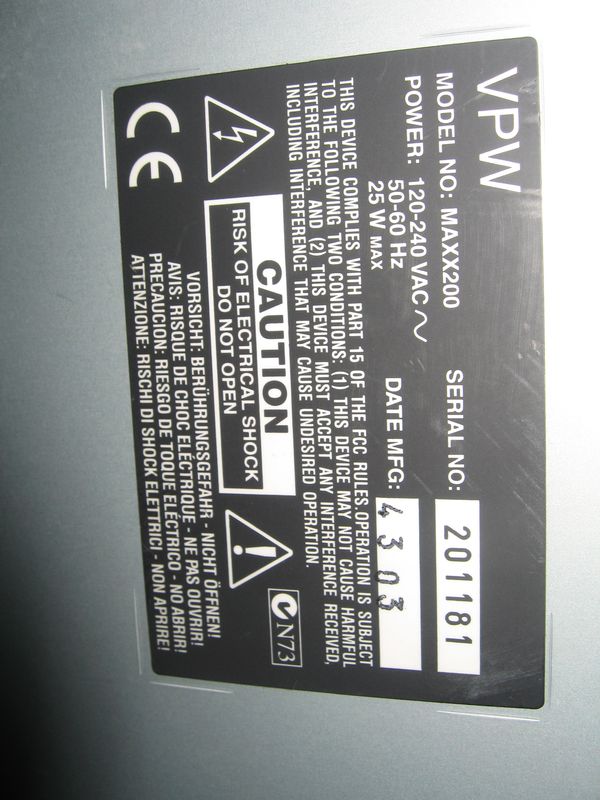 VPW
MODEL NO: MAXX200
SERIAL NO: 201181
POWER: 120-240 VAC∿
50-60 Hz
25 W MAX
DATE MFG: 4303
THIS DEVICE COMPLIES WITH PART 15 OF THE FCC RULES.OPERATION IS SUBJECT
TO THE FOLLOWING TWO CONDITIONS: (1) THIS DEVICE MAY NOT CAUSE HARMFUL
INTERFERENCE, AND (2) THIS DEVICE MUST ACCEPT ANY INTERFERENCE RECEIVED,
INCLUDING INTERFERENCE THAT MAY CAUSE UNDESIRED OPERATION.
CAUTION
RISK OF ELECTRICAL SHOCK
DO NOT OPEN
N73
VORSICHT: BERÜHRUNGSGEFAHR - NICHT ÖFFNEN!
AVIS: RISQUE DE CHOC ELÉCTRIQUE - NE PAS OUVRIR!
PRECAUCION: RIESGO DE TOQUE ELÉCTRICO - NO ABRIR!
ATTENZIONE: RISCHI DI SHOCK ELETTRICI - NON APRIRE!
CE